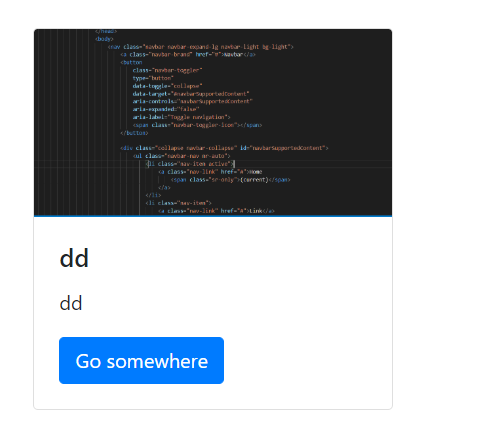 </head>
<body>
<nav class="navbar navbar-expand-lg navbar-light bg-light">
<a class="navbar-brand" href="#">Navbar</a>
<button
class="navbar-toggler"
type="button"
data-toggle="collapse"
data-target="#navbarSupportedContent"
aria-controls="navbarSupportedContent"
aria-expanded="false"
aria-label="Toggle navigation">
<span class="navbar-toggler-icon"></span>
</button>
<div class="collapse navbar-collapse" id="navbarSupportedContent">
<ul class="navbar-nav mr-auto">
<li class="nav-item active">
<a class="nav-link" href="#">Home
<span class="sr-only">(current)</span>
</a>
</li>
<li class="nav-item">
<a class="nav-link" href="#">Link</a>
dd
dd
Go somewhere